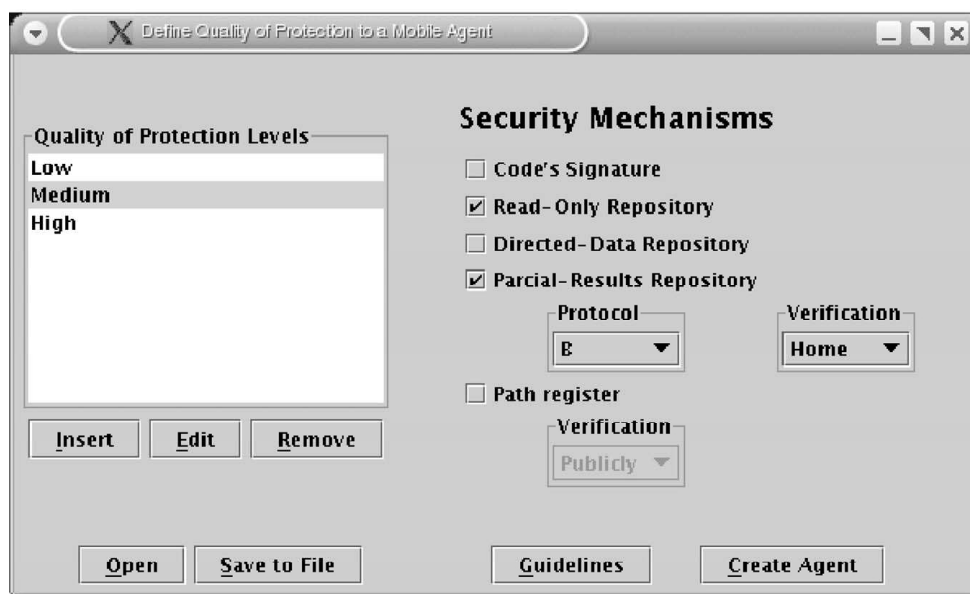 Define Quality of Protection to a Mobile Agent
Quality of Protection Levels
Low
Medium
High
Insert
Edit
Remove
Open
Save to File
Security Mechanisms
Code's Signature
Read-Only Repository
Directed-Data Repository
Parcial-Results Repository
Protocol
B
Verification
Home
Path register
Verification
Publicly
Guidelines
Create Agent